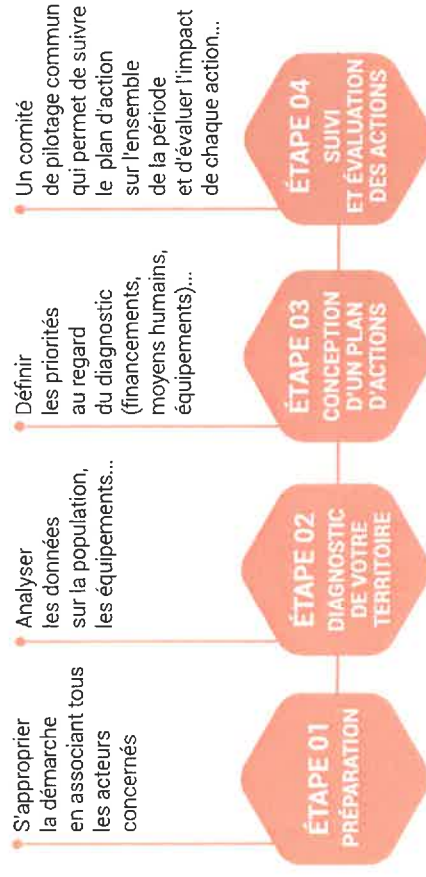 S'approprier
la démarche
en associant tous
les acteurs
concernés
ÉTAPE 01
PRÉPARATION
Analyser
les données
sur la population,
les équipements...
ÉTAPE 02
DIAGNOSTIC
DE VOTRE
TERRITOIRE
Définir
les priorités
au regard
du diagnostic
(financements,
moyens humains,
équipements)...
ÉTAPE 03
CONCEPTION
D'UN PLAN
D'ACTIONS
Un comité
de pilotage commun
qui permet de suivre
le plan d'action
sur l'ensemble
de la période
et d'évaluer l'impact
de chaque action...
ÉTAPE 04
SUIVI
ET ÉVALUATION
DES ACTIONS